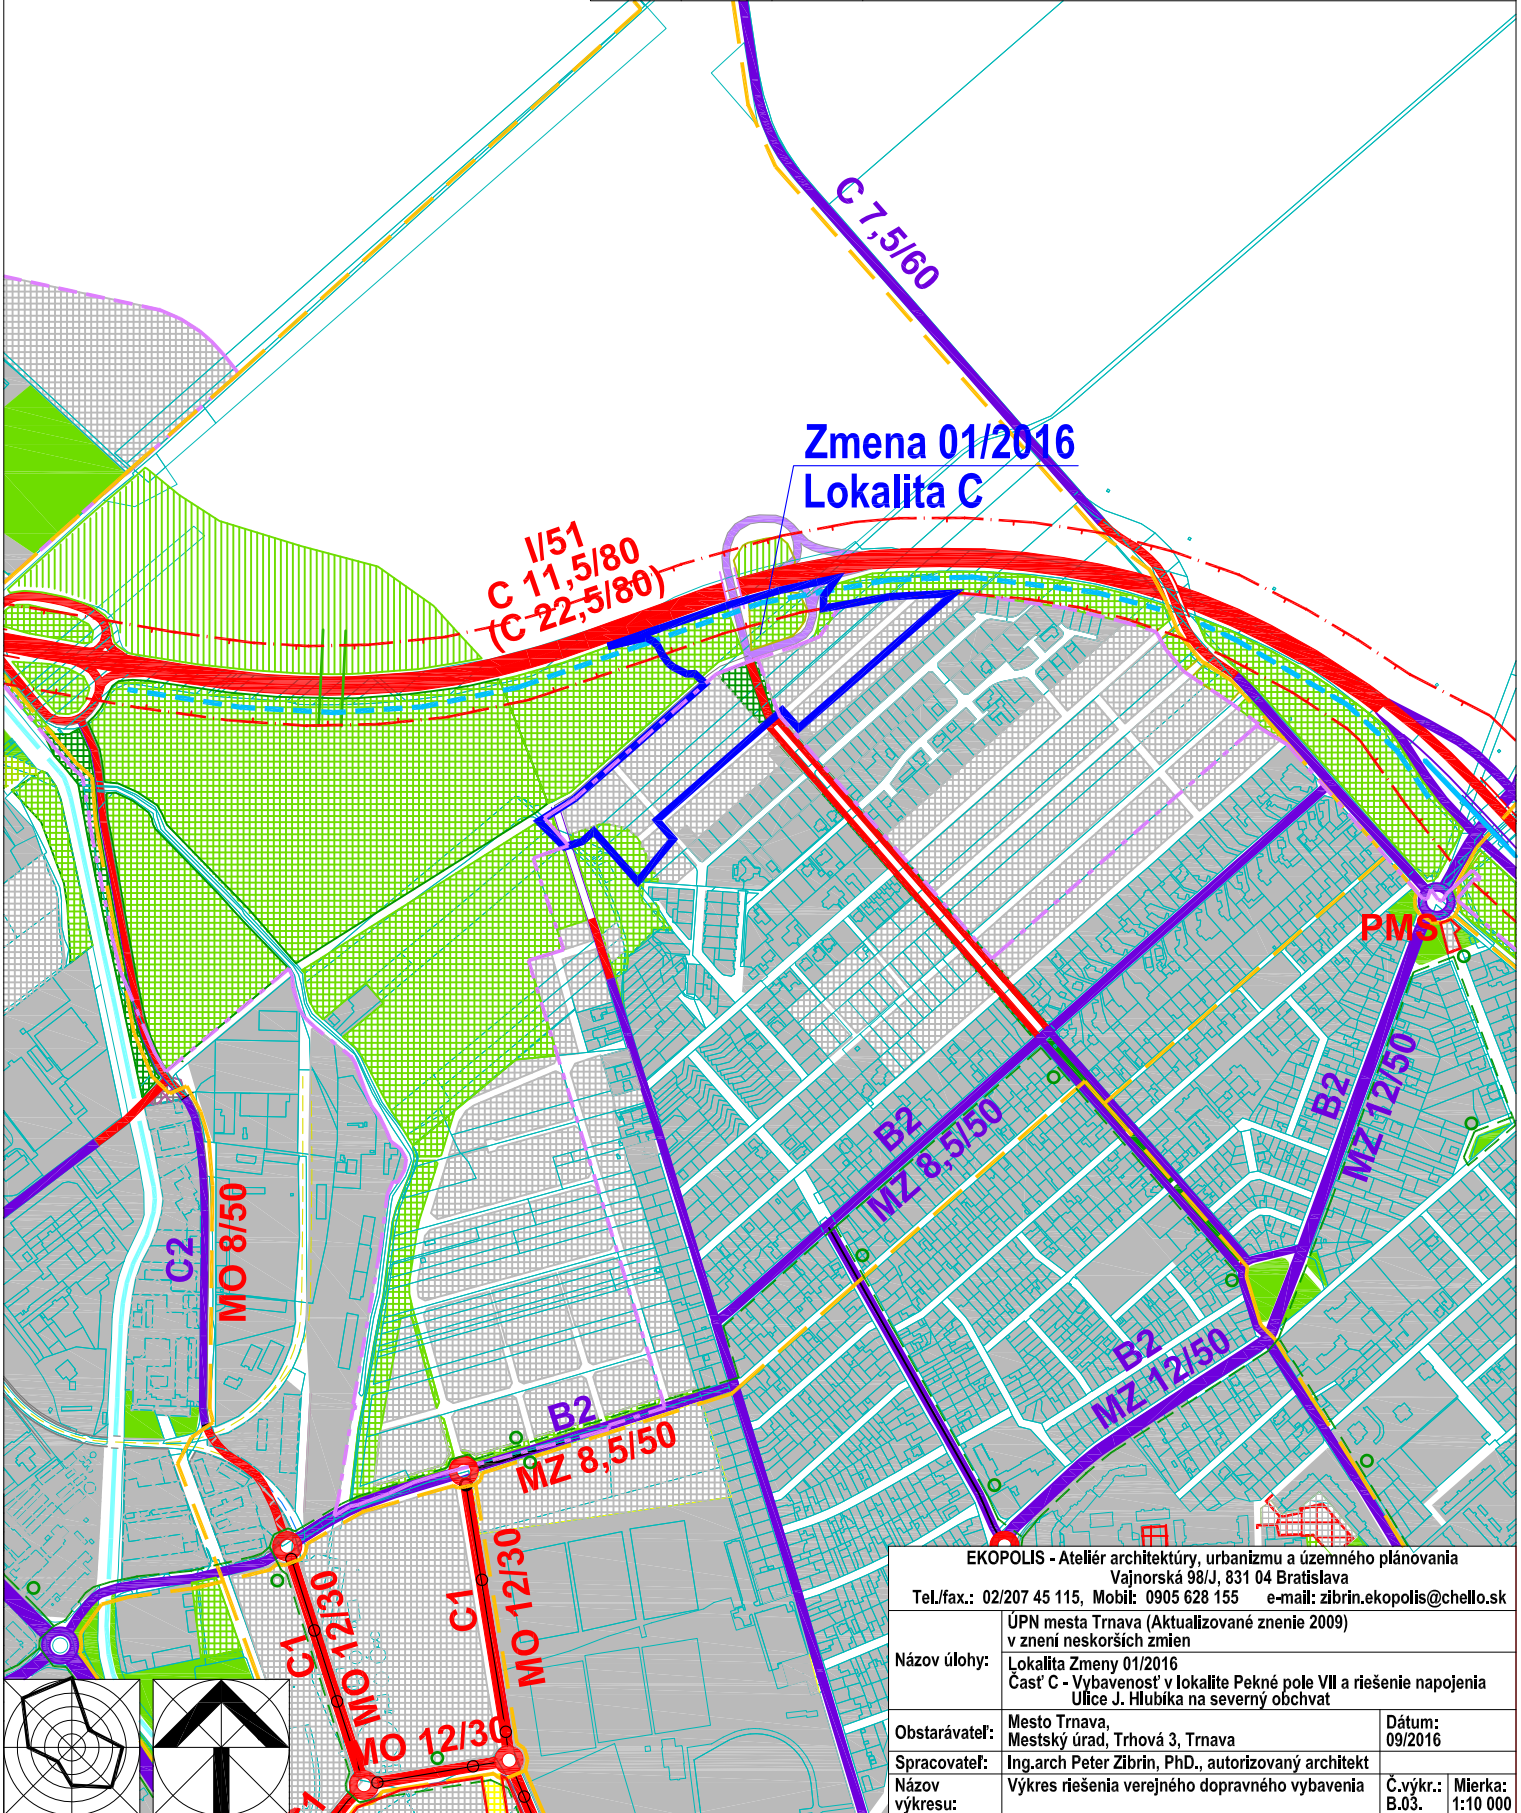 C 7,5/60
Zmena 01/2016
Lokalita C
I/51
C 11,5/80
(C 22,5/80)
PMS
B2
MZ 12/50
B2
MZ 8,5/50
C2
MO 8/50
B2
MZ 12/50
B2
MZ 8,5/50
C1
MO 12/30
C1
MO 12/30
MO 12/30
EKOPOLIS - Ateliér architektúry, urbanizmu a územného plánovania
Vajnorská 98/J, 831 04 Bratislava
Tel./fax.: 02/207 45 115, Mobil: 0905 628 155 e-mail: zibrin.ekopolis@chello.sk
Názov úlohy:
ÚPN mesta Trnava (Aktualizované znenie 2009)
v znení neskorších zmien
Lokalita Zmeny 01/2016
Časť C - Vybavenosť v lokalite Pekné pole VII a riešenie napojenia
Ulice J. Hlubíka na severný obchvat
Obstarávateľ:
Mesto Trnava,
Mestský úrad, Trhová 3, Trnava
Dátum:
09/2016
Spracovateľ:
Ing.arch Peter Zibrin, PhD., autorizovaný architekt
Názov
výkresu:
Výkres riešenia verejného dopravného vybavenia
Č.výkr.:
B.03.
Mierka:
1:10 000